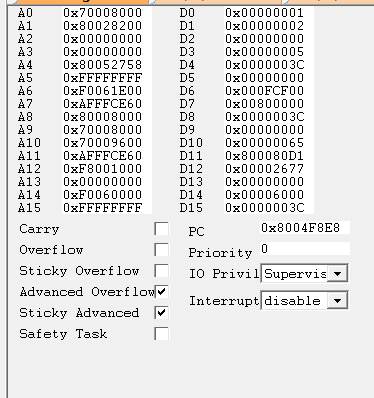 A0 0x70008000 D0 0x00000001
A1 0x80028200 D1 0x00000002
A2 0x00000000 D2 0x00000000
A3 0x00000000 D3 0x00000005
A4 0x80052758 D4 0x0000003C
A5 0xFFFFFFFF D5 0x00000000
A6 0xF0061E00 D6 0x000FCF00
A7 0xAFFFCE60 D7 0x00800000
A8 0x80008000 D8 0x0000003C
A9 0x70008000 D9 0x00000000
A10 0x70009600 D10 0x00000065
A11 0xAFFFCE60 D11 0x800080D1
A12 0xF8001000 D12 0x00002677
A13 0x00000000 D13 0x00000000
A14 0xF0060000 D14 0x00006000
A15 0xFFFFFFFF D15 0x0000003C
Carry PC 0x8004F8E8
Overflow Priority 0
Sticky Overflow IO Privil Supervis
Advanced Overflow Interrupt disable
Sticky Advanced
Safety Task